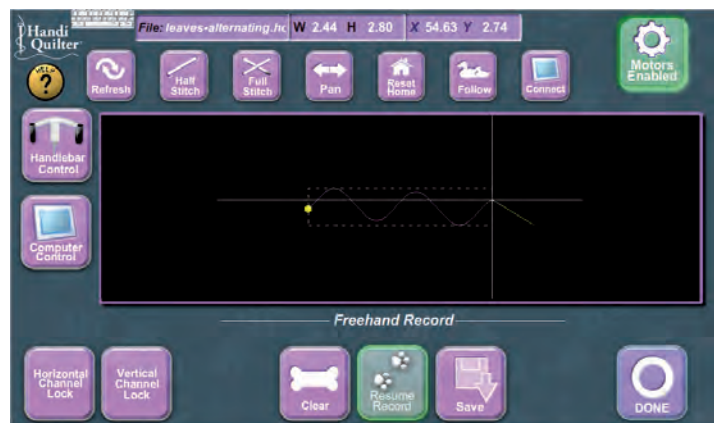 Handi
Quilter
File: leaves-alternating.hc W 2.44 H 2.80 X 54.63 Y 2.74
HELP
?
Refresh
Half
Stitch
Full
Stitch
Pan
Reset
Home
Follow
Connect
Motors
Enabled
Handlebar
Control
Computer
Control
Freehand Record
Horizontal
Channel
Lock
Vertical
Channel
Lock
Clear
Resume
Record
Save
DONE